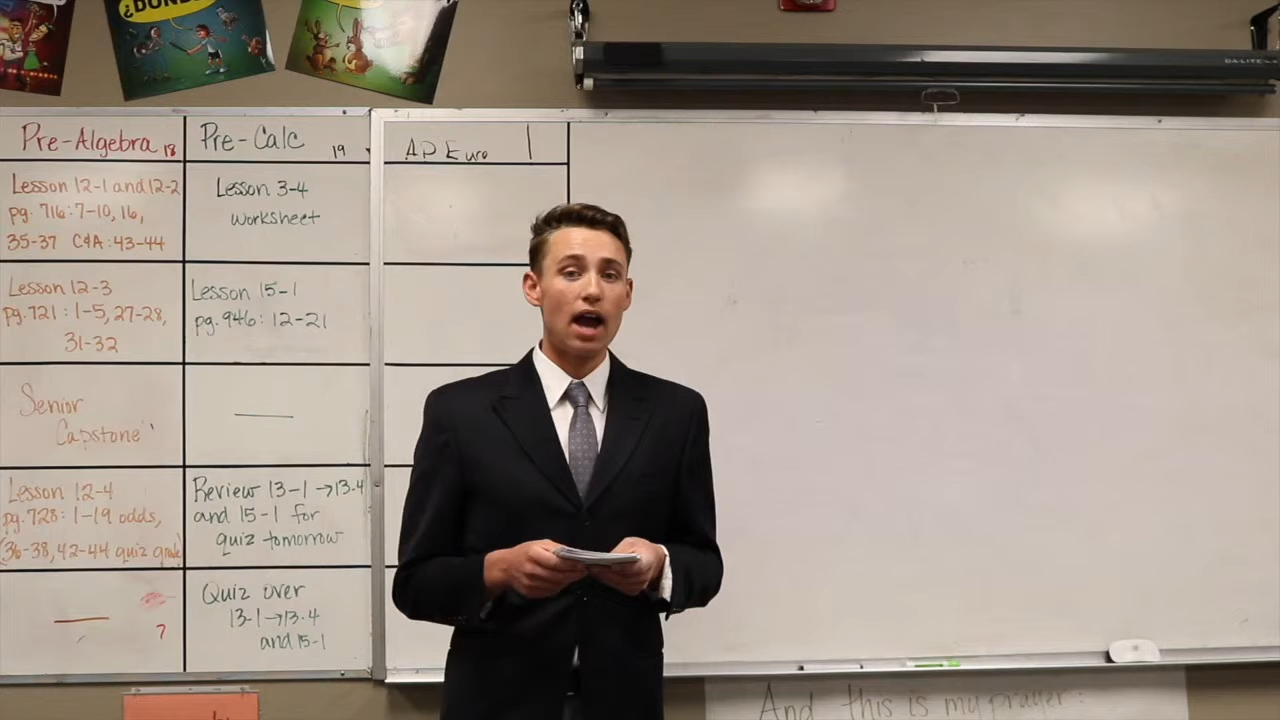 ¿DÓND
Pre-Algebra 18
Lesson 12-1 and 12-2
pg. 716: 7-10, 16,
35-37 C&A: 43-44
Lesson 12-3
pg. 721: 1-5, 27-28,
31-32
Senior
Capstone
Lesson 12-4
pg. 728: 1-19 odds,
(36-38, 42-44 quiz grade)
7
Pre-Calc 19
Lesson 3-4
worksheet
Lesson 15-1
pg. 946: 12-21
Review 13-1 →13-4
and 15-1 for
quiz tomorrow
Quiz over
13-1 →13-4
and 15-1
AP Euro 1
DA-LITE
And this is my prayer: